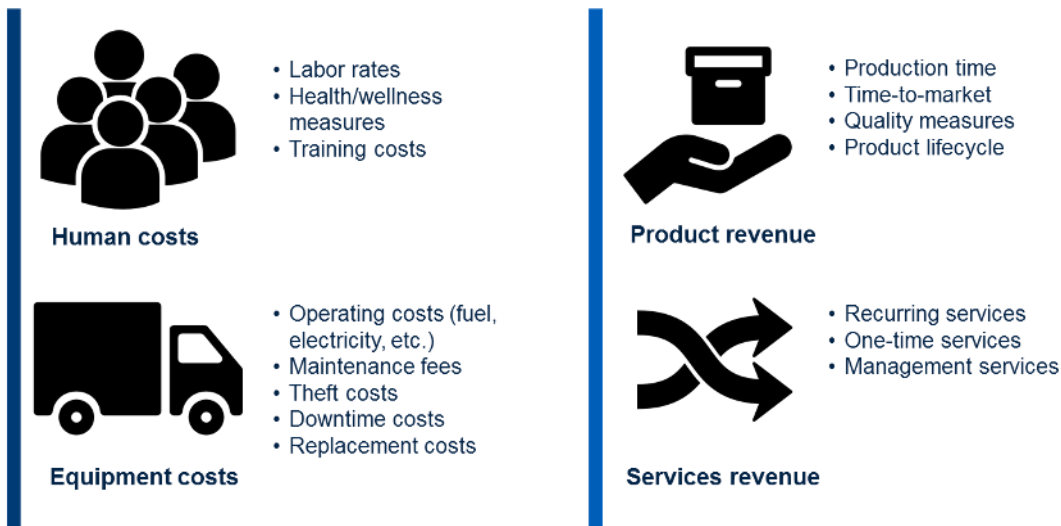 • Labor rates
• Health/wellness
measures
• Training costs
Human costs
• Operating costs (fuel,
electricity, etc.)
• Maintenance fees
• Theft costs
• Downtime costs
• Replacement costs
Equipment costs
• Production time
• Time-to-market
• Quality measures
• Product lifecycle
Product revenue
• Recurring services
• One-time services
• Management services
Services revenue